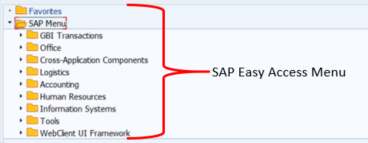 Favorites
SAP Menu
GBI Transactions
Office
Cross-Application Components
Logistics
Accounting
Human Resources
Information Systems
Tools
WebClient UI Framework
SAP Easy Access Menu